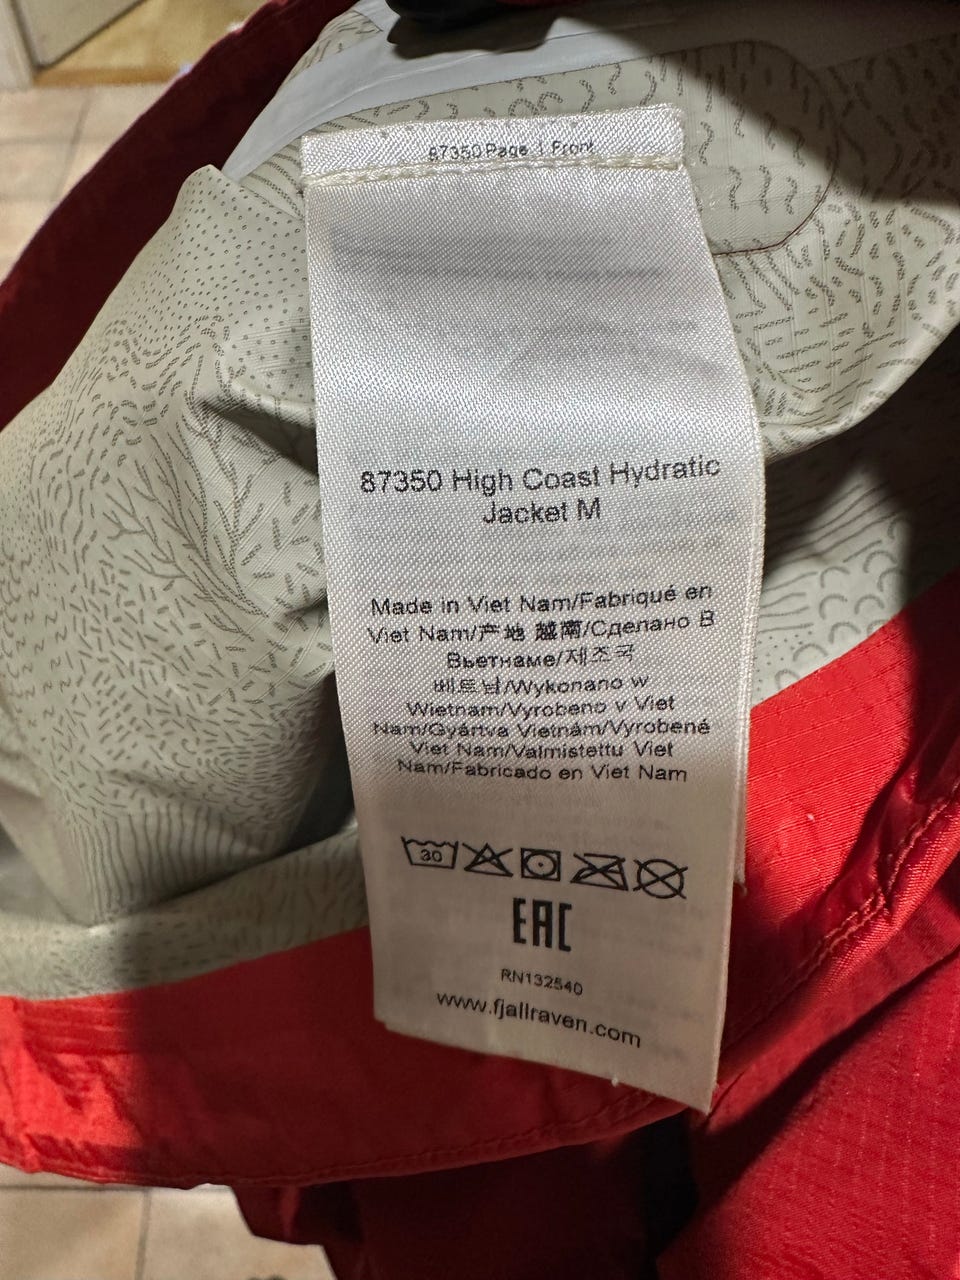 87350 Page 1 Front
87350 High Coast Hydratic
Jacket M
Made in Viet Nam/Fabriqué en
Viet Nam/产地 越南/Сделано В
Вьетнаме/제조국
베트남/Wykonano w
Wietnam/Vyrobeno v Viet
Nam/Gyártva Vietnám/Vyrobené
Viet Nam/Valmistettu Viet
Nam/Fabricado en Viet Nam
30
EAC
RN132540
www.fjallraven.com